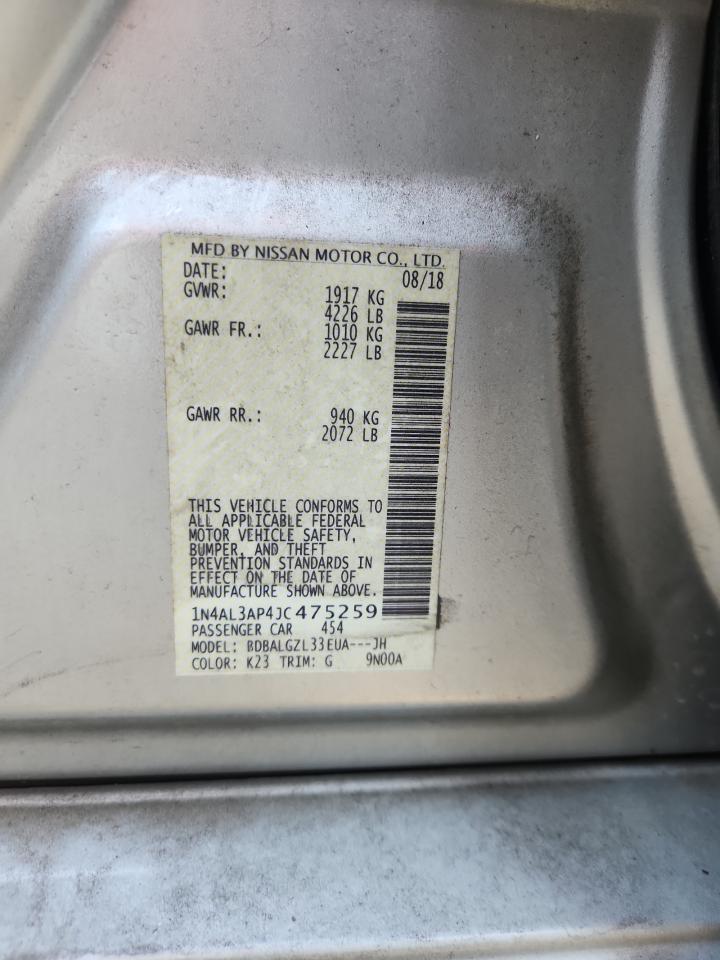 MFD BY NISSAN MOTOR CO., LTD.
DATE: 08/18
GVWR: 1917 KG
4226 LB
GAWR FR.: 1010 KG
2227 LB
GAWR RR.: 940 KG
2072 LB
THIS VEHICLE CONFORMS TO
ALL APPLICABLE FEDERAL
MOTOR VEHICLE SAFETY,
BUMPER, AND THEFT
PREVENTION STANDARDS IN
EFFECT ON THE DATE OF
MANUFACTURE SHOWN ABOVE.
1N4AL3AP4JC475259
PASSENGER CAR 454
MODEL: BDBALGZL33EUA---JH
COLOR: K23 TRIM: G 9N00A